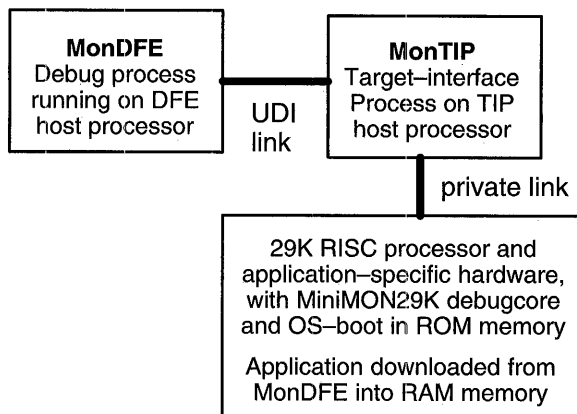 MonDFE
Debug process
running on DFE
host processor
MonTIP
Target–interface
Process on TIP
host processor
UDI
link
private link
29K RISC processor and
application–specific hardware,
with MiniMON29K debugcore
and OS–boot in ROM memory
Application downloaded from
MonDFE into RAM memory